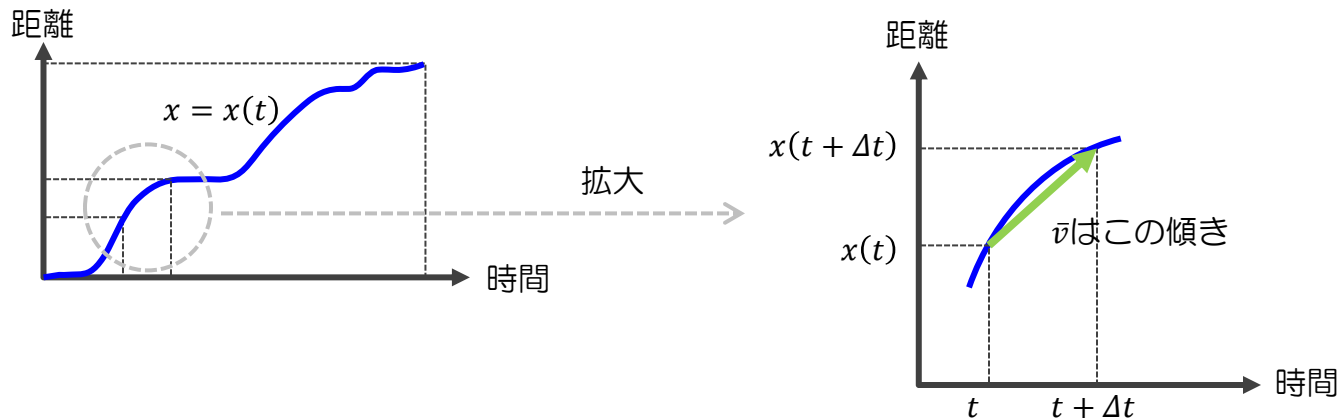 距離
x = x(t)
時間
拡大
距離
x(t + Δt)
x(t)
v̄はこの傾き
時間
t
t + Δt